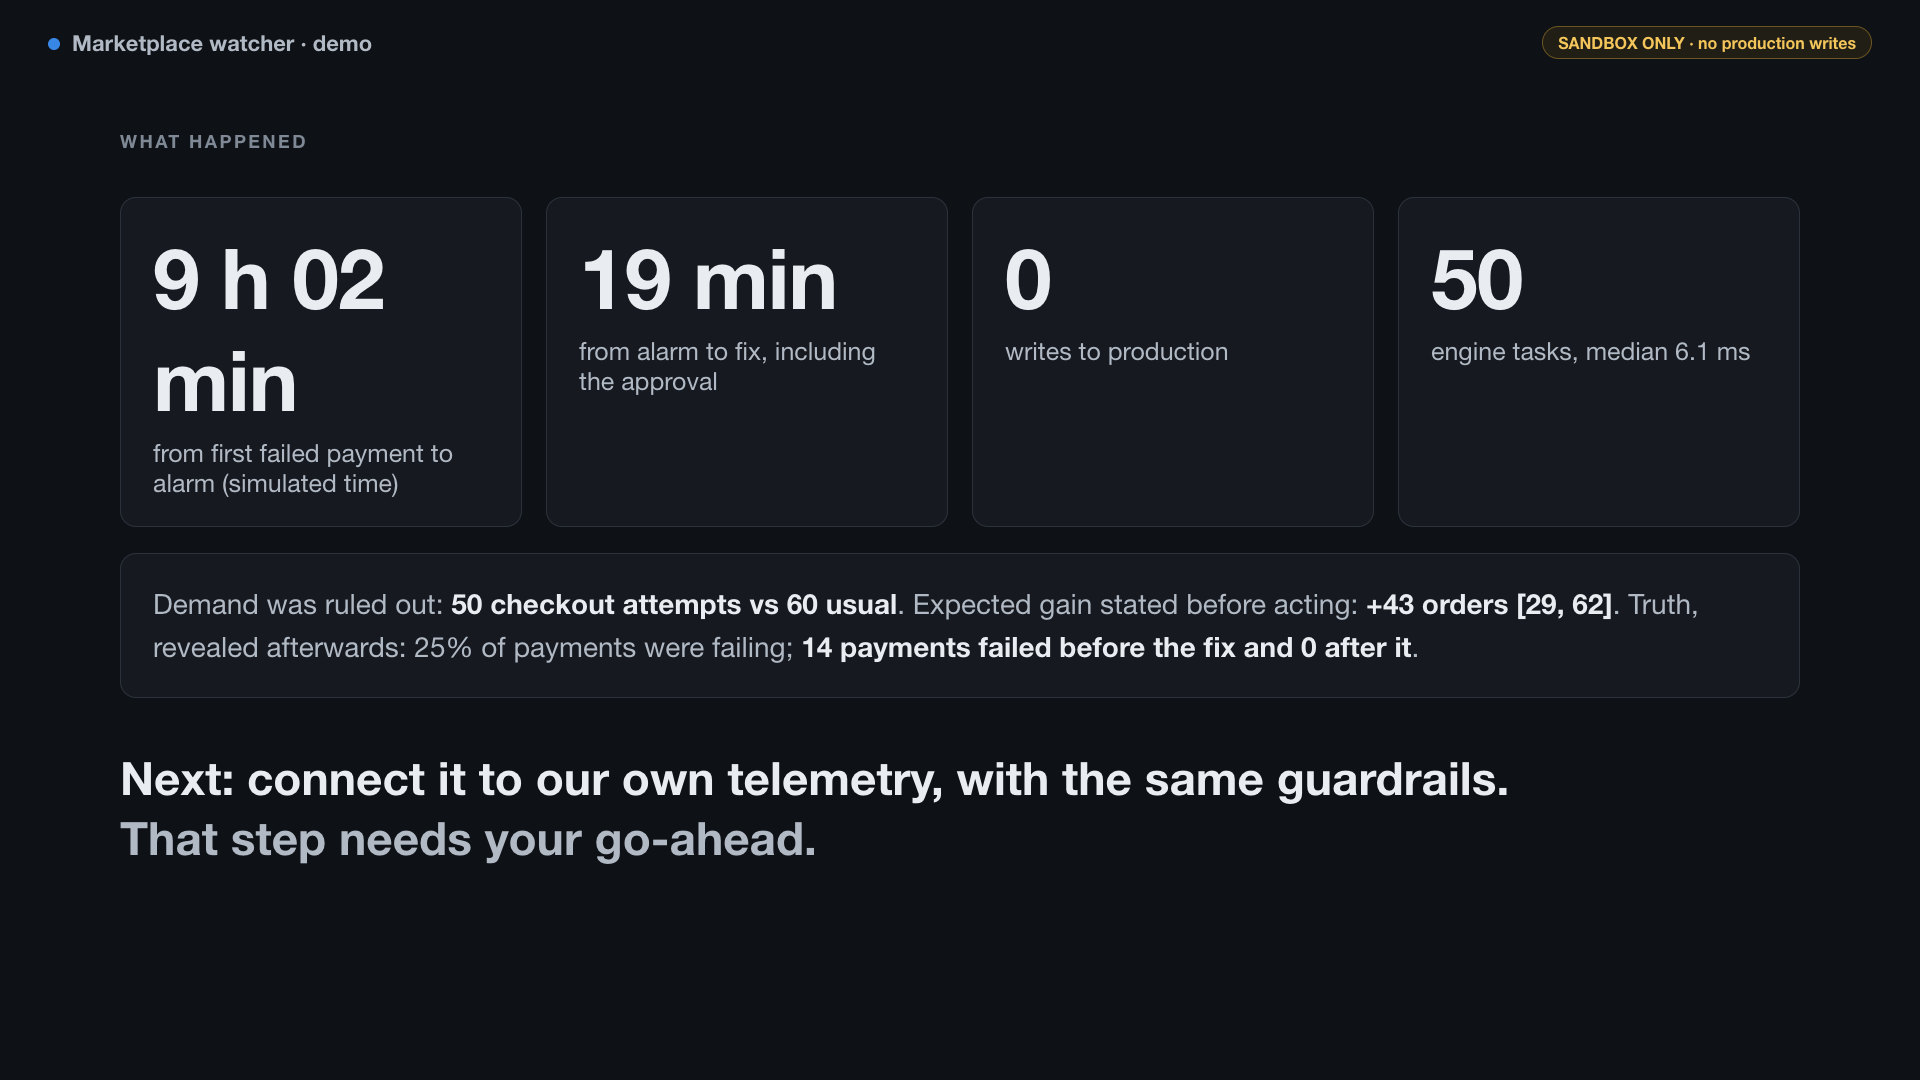 Marketplace watcher · demo
SANDBOX ONLY · no production writes
WHAT HAPPENED
9 h 02
min
from first failed payment to
alarm (simulated time)
19 min
from alarm to fix, including
the approval
0
writes to production
50
engine tasks, median 6.1 ms
Demand was ruled out: 50 checkout attempts vs 60 usual. Expected gain stated before acting: +43 orders [29, 62]. Truth,
revealed afterwards: 25% of payments were failing; 14 payments failed before the fix and 0 after it.
Next: connect it to our own telemetry, with the same guardrails.
That step needs your go-ahead.